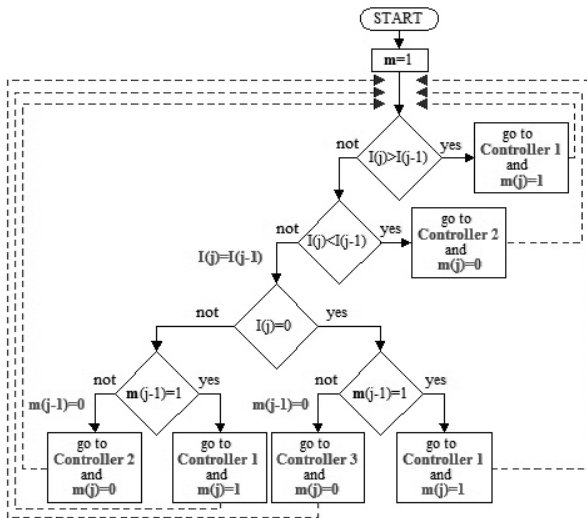 START
m=1
not
yes
I(j)>I(j-1)
go to
Controller 1
and
m(j)=1
not
yes
I(j)<I(j-1)
go to
Controller 2
and
m(j)=0
I(j)=I(j-1)
not
yes
I(j)=0
not
yes
m(j-1)=1
m(j-1)=0
not
yes
m(j-1)=1
m(j-1)=0
go to
Controller 2
and
m(j)=0
go to
Controller 1
and
m(j)=1
go to
Controller 3
and
m(j)=0
go to
Controller 1
and
m(j)=1